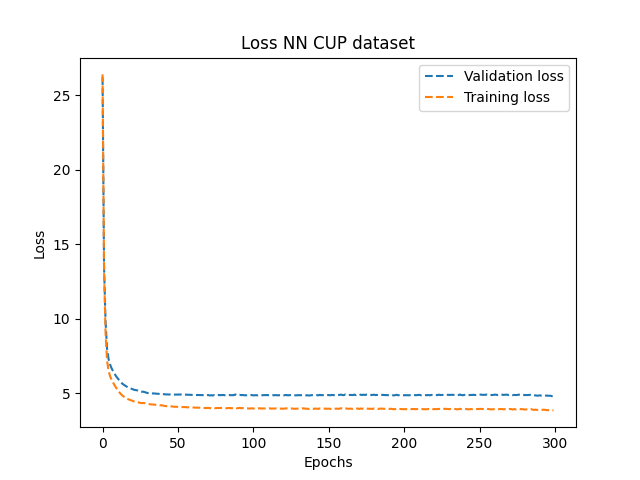 Loss NN CUP dataset
Validation loss
Training loss
Loss
25
20
15
10
5
0 50 100 150 200 250 300
Epochs